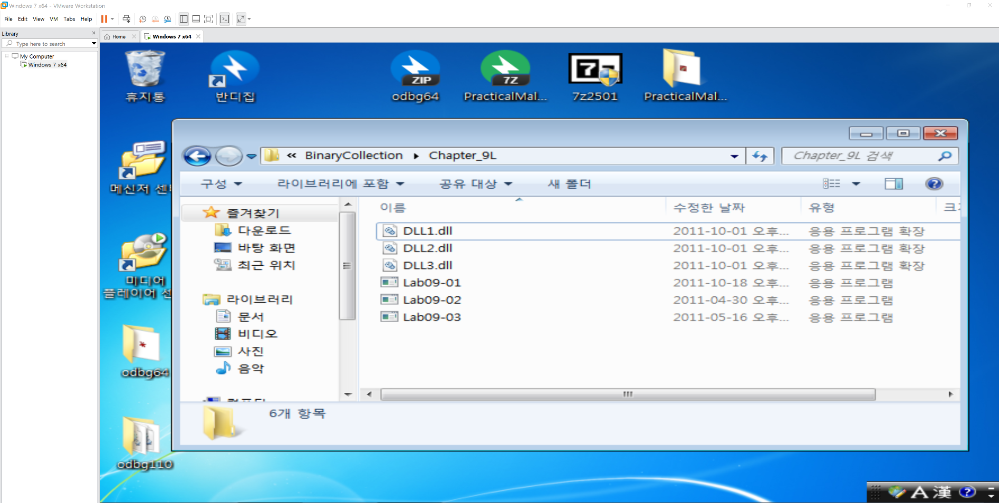 Windows 7 x64 - VMware Workstation
File Edit View VM Tabs Help
Library
Home
Windows 7 x64
Type here to search
My Computer
Windows 7 x64
휴지통
반디집
ZIP
odbg64
7Z
PracticalMal...
7z2501
PracticalMal...
메신저 센
미디어
플레이어 센
odbg64
odbg110
« BinaryCollection ▸ Chapter_9L
Chapter_9L 검색
구성
라이브러리에 포함
공유 대상
새 폴더
즐겨찾기
다운로드
바탕 화면
최근 위치
라이브러리
문서
비디오
사진
음악
이름 수정한 날짜 유형
DLL1.dll 2011-10-01 오후... 응용 프로그램 확장
DLL2.dll 2011-10-01 오후... 응용 프로그램 확장
DLL3.dll 2011-10-01 오후... 응용 프로그램 확장
Lab09-01 2011-10-18 오후... 응용 프로그램
Lab09-02 2011-04-30 오후... 응용 프로그램
Lab09-03 2011-05-16 오후... 응용 프로그램
6개 항목
A 漢